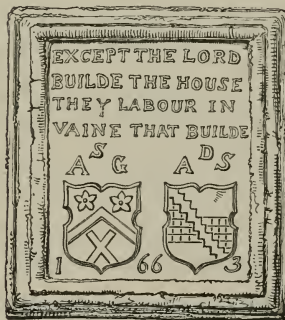 EXCEPT THE LORD
BUILDE THE HOUSE
THEY LABOUR IN
VAINE THAT BUILDE
A S G A D S
1 66 3